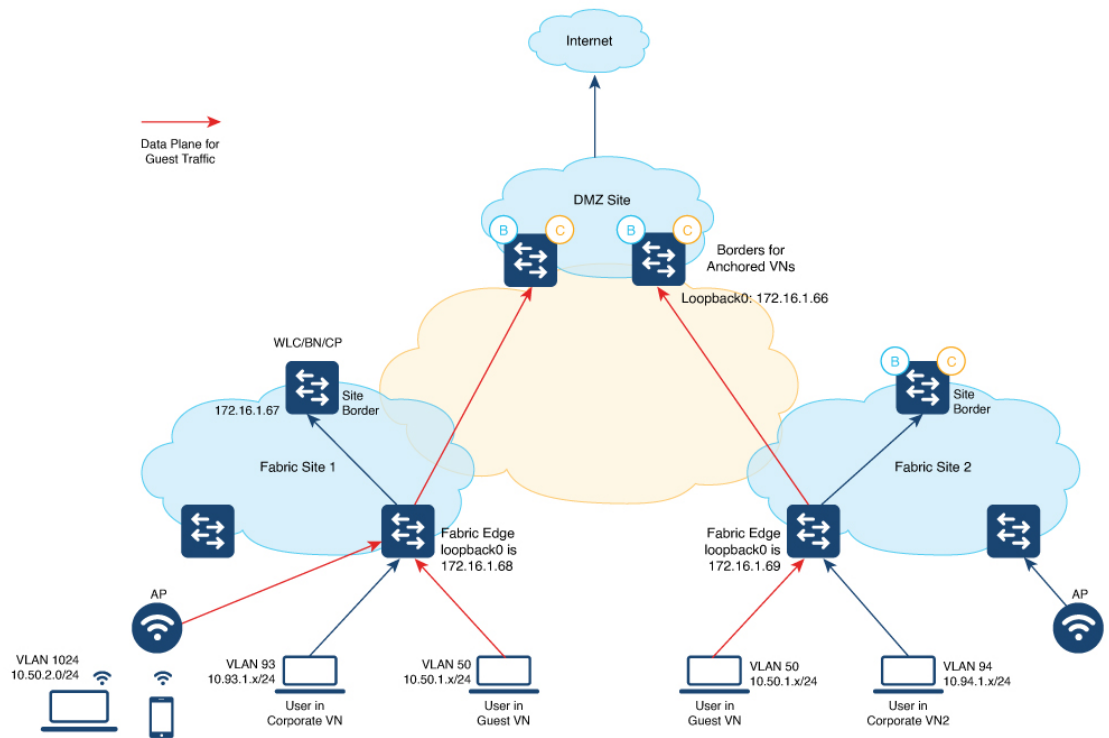 Internet
Data Plane for
Guest Traffic
DMZ Site
B
C
B
C
Borders for
Anchored VNs
Loopback0: 172.16.1.66
WLC/BN/CP
172.16.1.67
Site
Border
B
C
Site
Border
Fabric Site 1
Fabric Site 2
Fabric Edge
loopback0 is
172.16.1.68
Fabric Edge
loopback0 is
172.16.1.69
AP
AP
VLAN 1024
10.50.2.0/24
VLAN 93
10.93.1.x/24
VLAN 50
10.50.1.x/24
VLAN 50
10.50.1.x/24
VLAN 94
10.94.1.x/24
User in
Corporate VN
User in
Guest VN
User in
Guest VN
User in
Corporate VN2